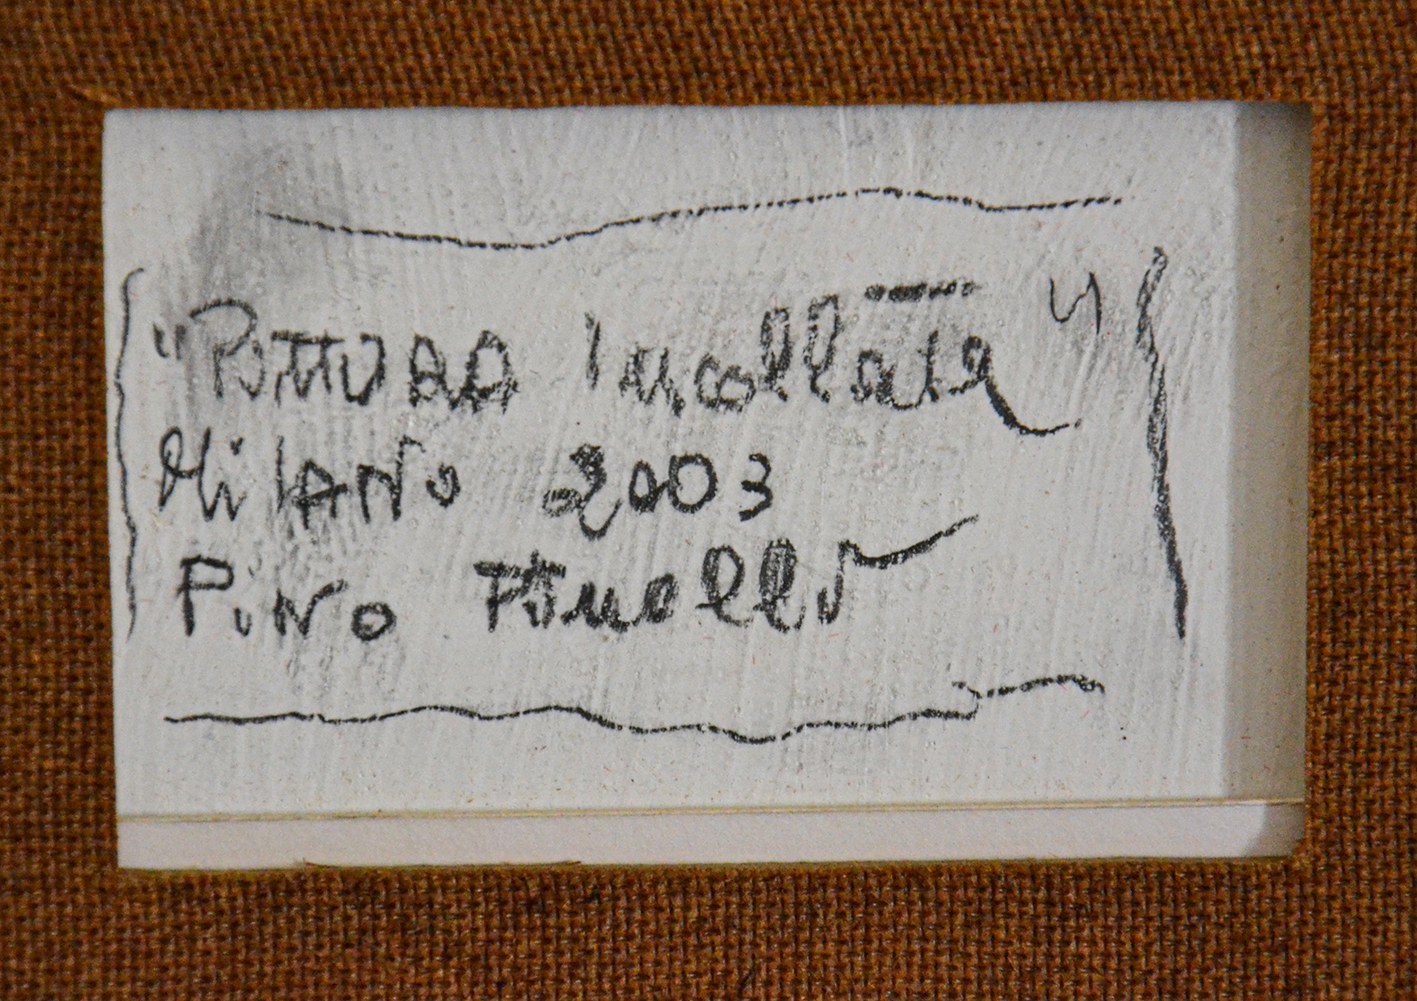 "Pittura Incollata"
Milano 2003
Pino Pinelli